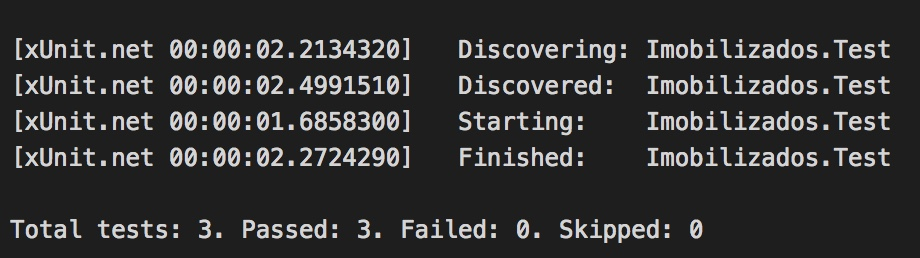 [xUnit.net 00:00:02.2134320]   Discovering: Imobilizados.Test
[xUnit.net 00:00:02.4991510]   Discovered:  Imobilizados.Test
[xUnit.net 00:00:01.6858300]   Starting:    Imobilizados.Test
[xUnit.net 00:00:02.2724290]   Finished:    Imobilizados.Test
Total tests: 3. Passed: 3. Failed: 0. Skipped: 0